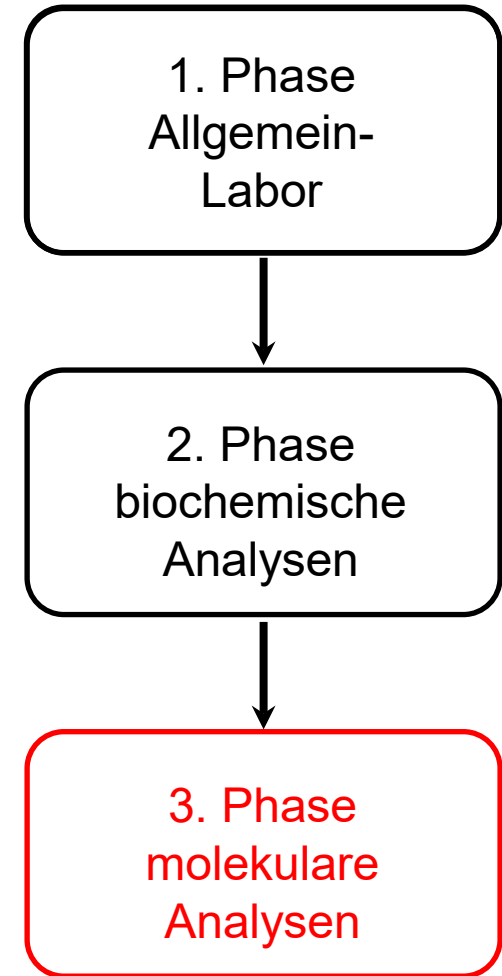 1. Phase
Allgemein-
Labor
2. Phase
biochemische
Analysen
3. Phase
molekulare
Analysen